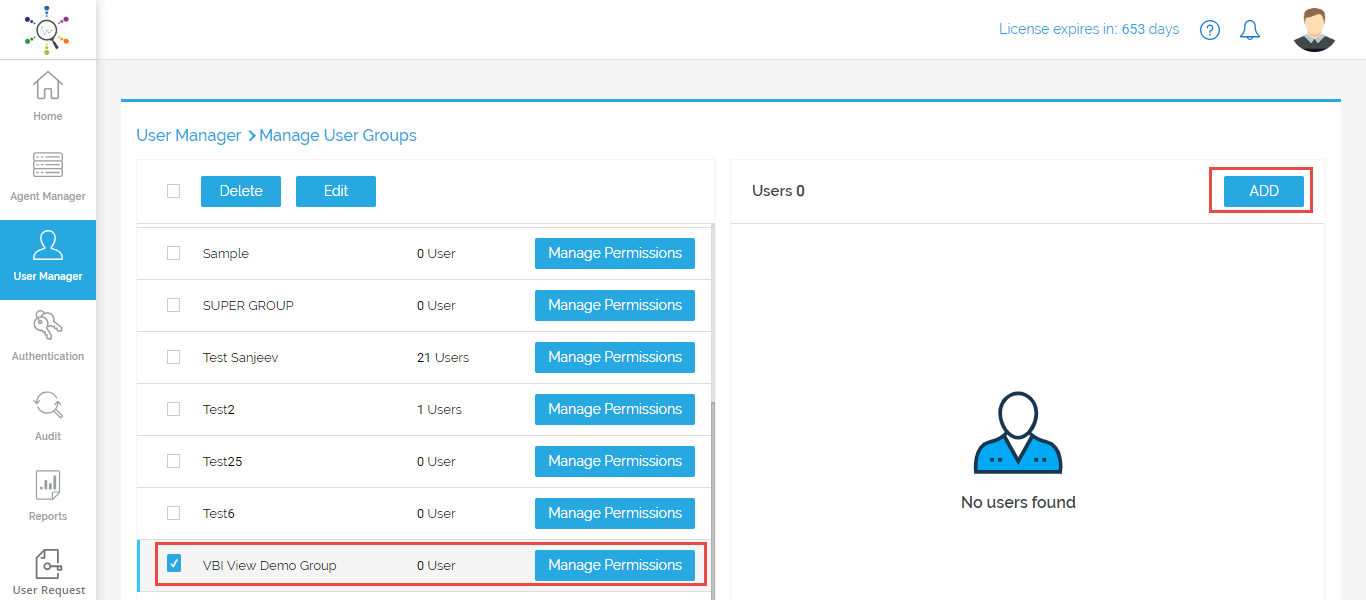 License expires in: 653 days
Home
Agent Manager
User Manager
Authentication
Audit
Reports
User Request
User Manager > Manage User Groups
Delete Edit
Sample 0 User Manage Permissions
SUPER GROUP 0 User Manage Permissions
Test Sanjeev 21 Users Manage Permissions
Test2 1 Users Manage Permissions
Test25 0 User Manage Permissions
Test6 0 User Manage Permissions
VBI View Demo Group 0 User Manage Permissions
Users 0 ADD
No users found